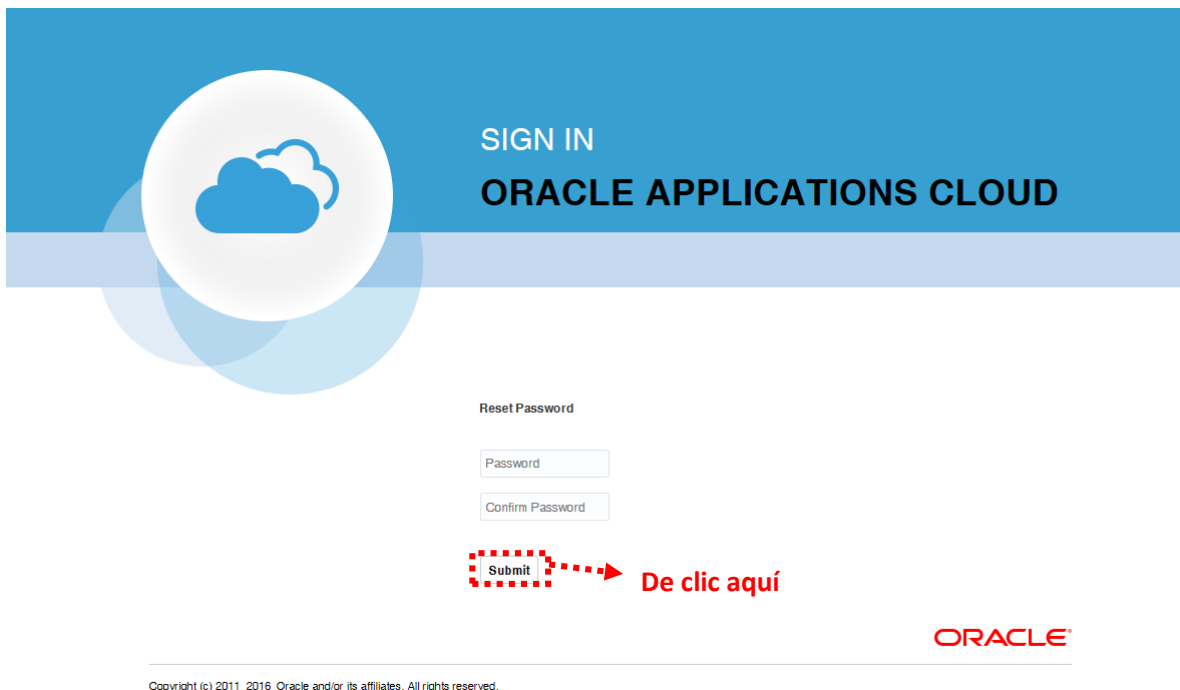 SIGN IN
ORACLE APPLICATIONS CLOUD
Reset Password
Password
Confirm Password
Submit
De clic aquí
ORACLE
Copyright (c) 2011 2016 Oracle and/or its affiliates. All rights reserved.